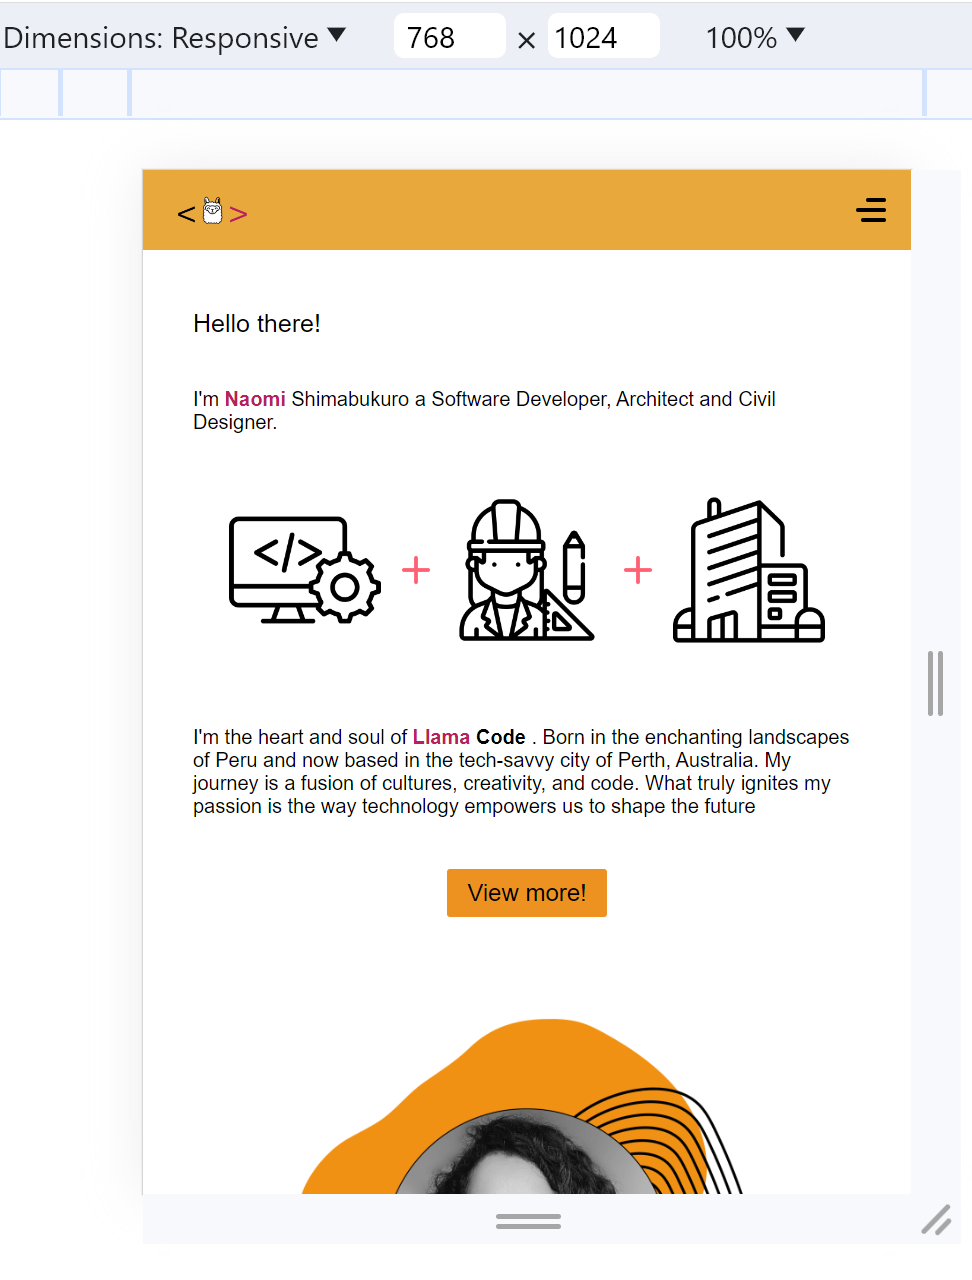 Dimensions: Responsive 768 × 1024 100%
< >
Hello there!
I'm Naomi Shimabukuro a Software Developer, Architect and Civil
Designer.
</>
+ +
I'm the heart and soul of Llama Code . Born in the enchanting landscapes
of Peru and now based in the tech-savvy city of Perth, Australia. My
journey is a fusion of cultures, creativity, and code. What truly ignites my
passion is the way technology empowers us to shape the future
View more!